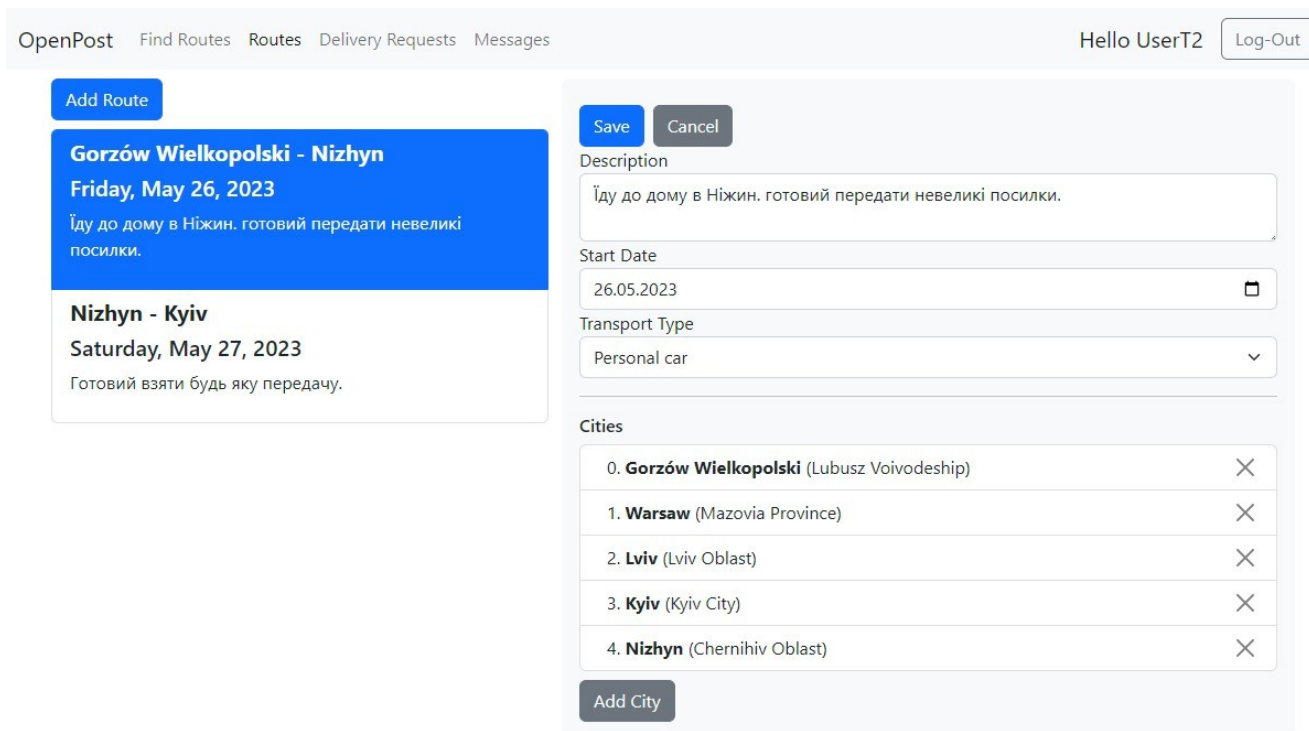 OpenPost Find Routes Routes Delivery Requests Messages Hello UserT2 Log-Out
Add Route
Gorzów Wielkopolski - Nizhyn
Friday, May 26, 2023
Їду до дому в Ніжин. готовий передати невеликі
посилки.
Nizhyn - Kyiv
Saturday, May 27, 2023
Готовий взяти будь яку передачу.
Save Cancel
Description
Їду до дому в Ніжин. готовий передати невеликі посилки.
Start Date
26.05.2023
Transport Type
Personal car
Cities
0. Gorzów Wielkopolski (Lubusz Voivodeship)
1. Warsaw (Mazovia Province)
2. Lviv (Lviv Oblast)
3. Kyiv (Kyiv City)
4. Nizhyn (Chernihiv Oblast)
Add City